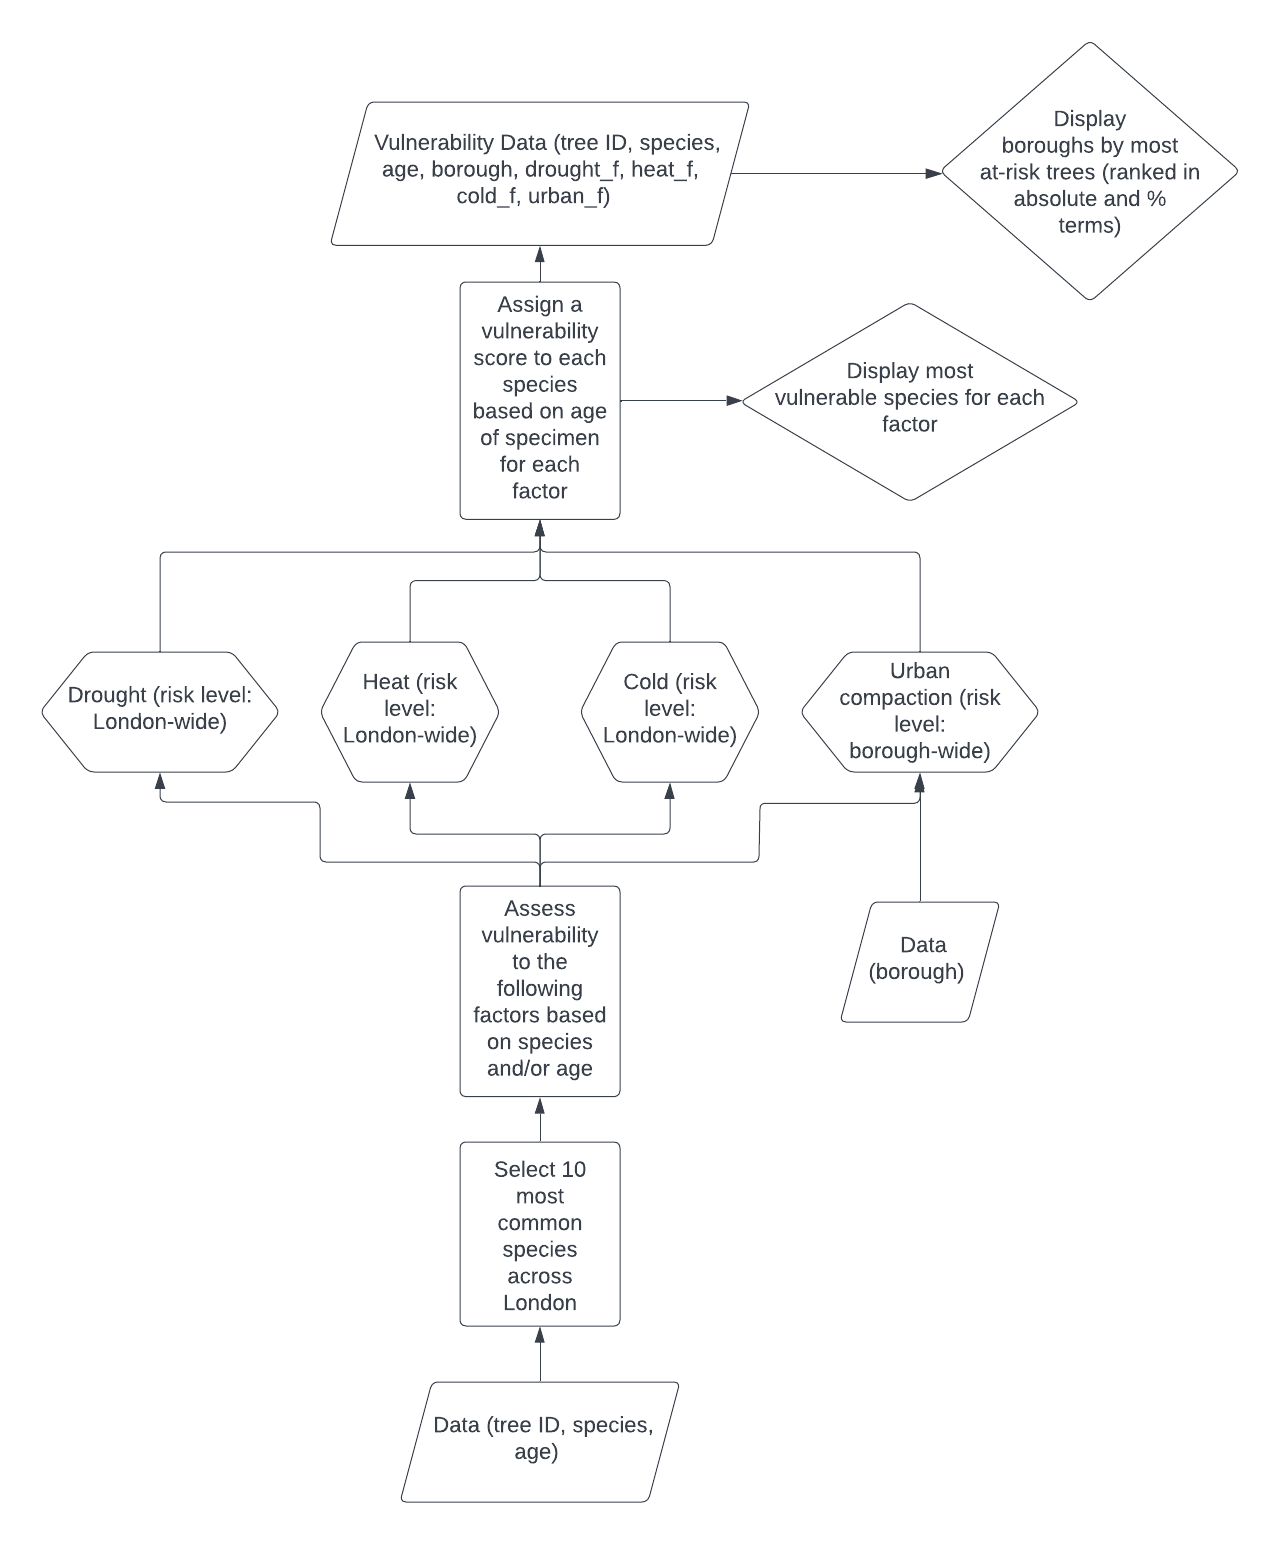 Vulnerability Data (tree ID, species,
age, borough, drought_f, heat_f,
cold_f, urban_f)
Display
boroughs by most
at-risk trees (ranked in
absolute and %
terms)
Assign a
vulnerability
score to each
species
based on age
of specimen
for each
factor
Display most
vulnerable species for each
factor
Drought (risk level:
London-wide)
Heat (risk
level:
London-wide)
Cold (risk
level:
London-wide)
Urban
compaction (risk
level:
borough-wide)
Assess
vulnerability
to the
following
factors based
on species
and/or age
Data
(borough)
Select 10
most
common
species
across
London
Data (tree ID, species,
age)